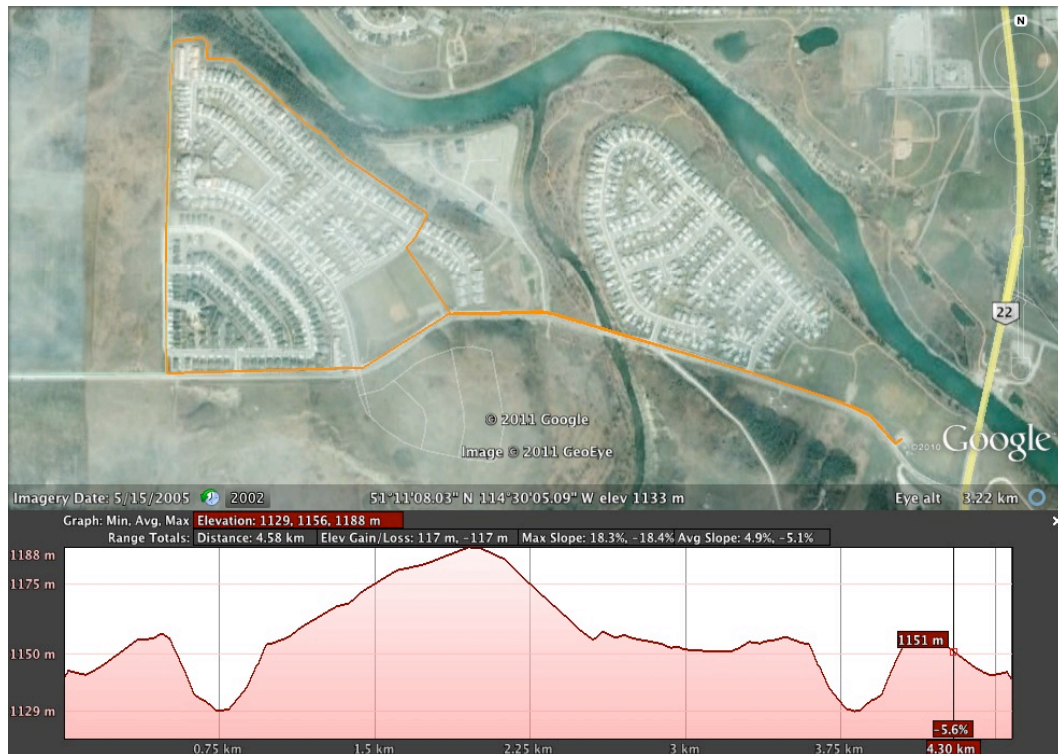 N
22
© 2011 Google
©2010 Google
Image © 2011 GeoEye
Imagery Date: 5/15/2005 2002 51°11'08.03" N 114°30'05.09" W elev 1133 m Eye alt 3.22 km
Graph: Min, Avg, Max Elevation: 1129, 1156, 1188 m
Range Totals: Distance: 4.58 km Elev Gain/Loss: 117 m, -117 m Max Slope: 18.3%, -18.4% Avg Slope: 4.9%, -5.1%
1188 m
1175 m
1150 m
1151 m
1129 m
-5.6%
0.75 km 1.5 km 2.25 km 3 km 3.75 km 4.30 km